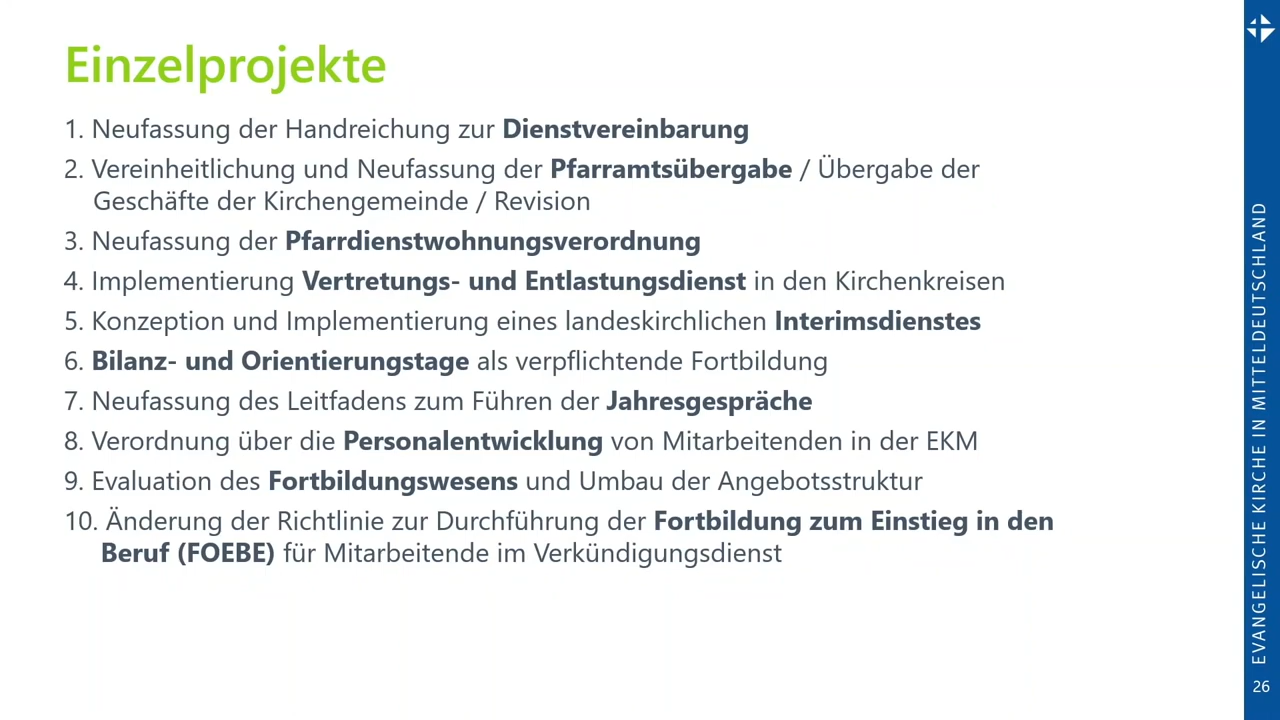 Einzelprojekte
1. Neufassung der Handreichung zur Dienstvereinbarung
2. Vereinheitlichung und Neufassung der Pfarramtsübergabe / Übergabe der
Geschäfte der Kirchengemeinde / Revision
3. Neufassung der Pfarrdienstwohnungsverordnung
4. Implementierung Vertretungs- und Entlastungsdienst in den Kirchenkreisen
5. Konzeption und Implementierung eines landeskirchlichen Interimsdienstes
6. Bilanz- und Orientierungstage als verpflichtende Fortbildung
7. Neufassung des Leitfadens zum Führen der Jahresgespräche
8. Verordnung über die Personalentwicklung von Mitarbeitenden in der EKM
9. Evaluation des Fortbildungswesens und Umbau der Angebotsstruktur
10. Änderung der Richtlinie zur Durchführung der Fortbildung zum Einstieg in den
Beruf (FOEBE) für Mitarbeitende im Verkündigungsdienst
EVANGELISCHE KIRCHE IN MITTELDEUTSCHLAND
26